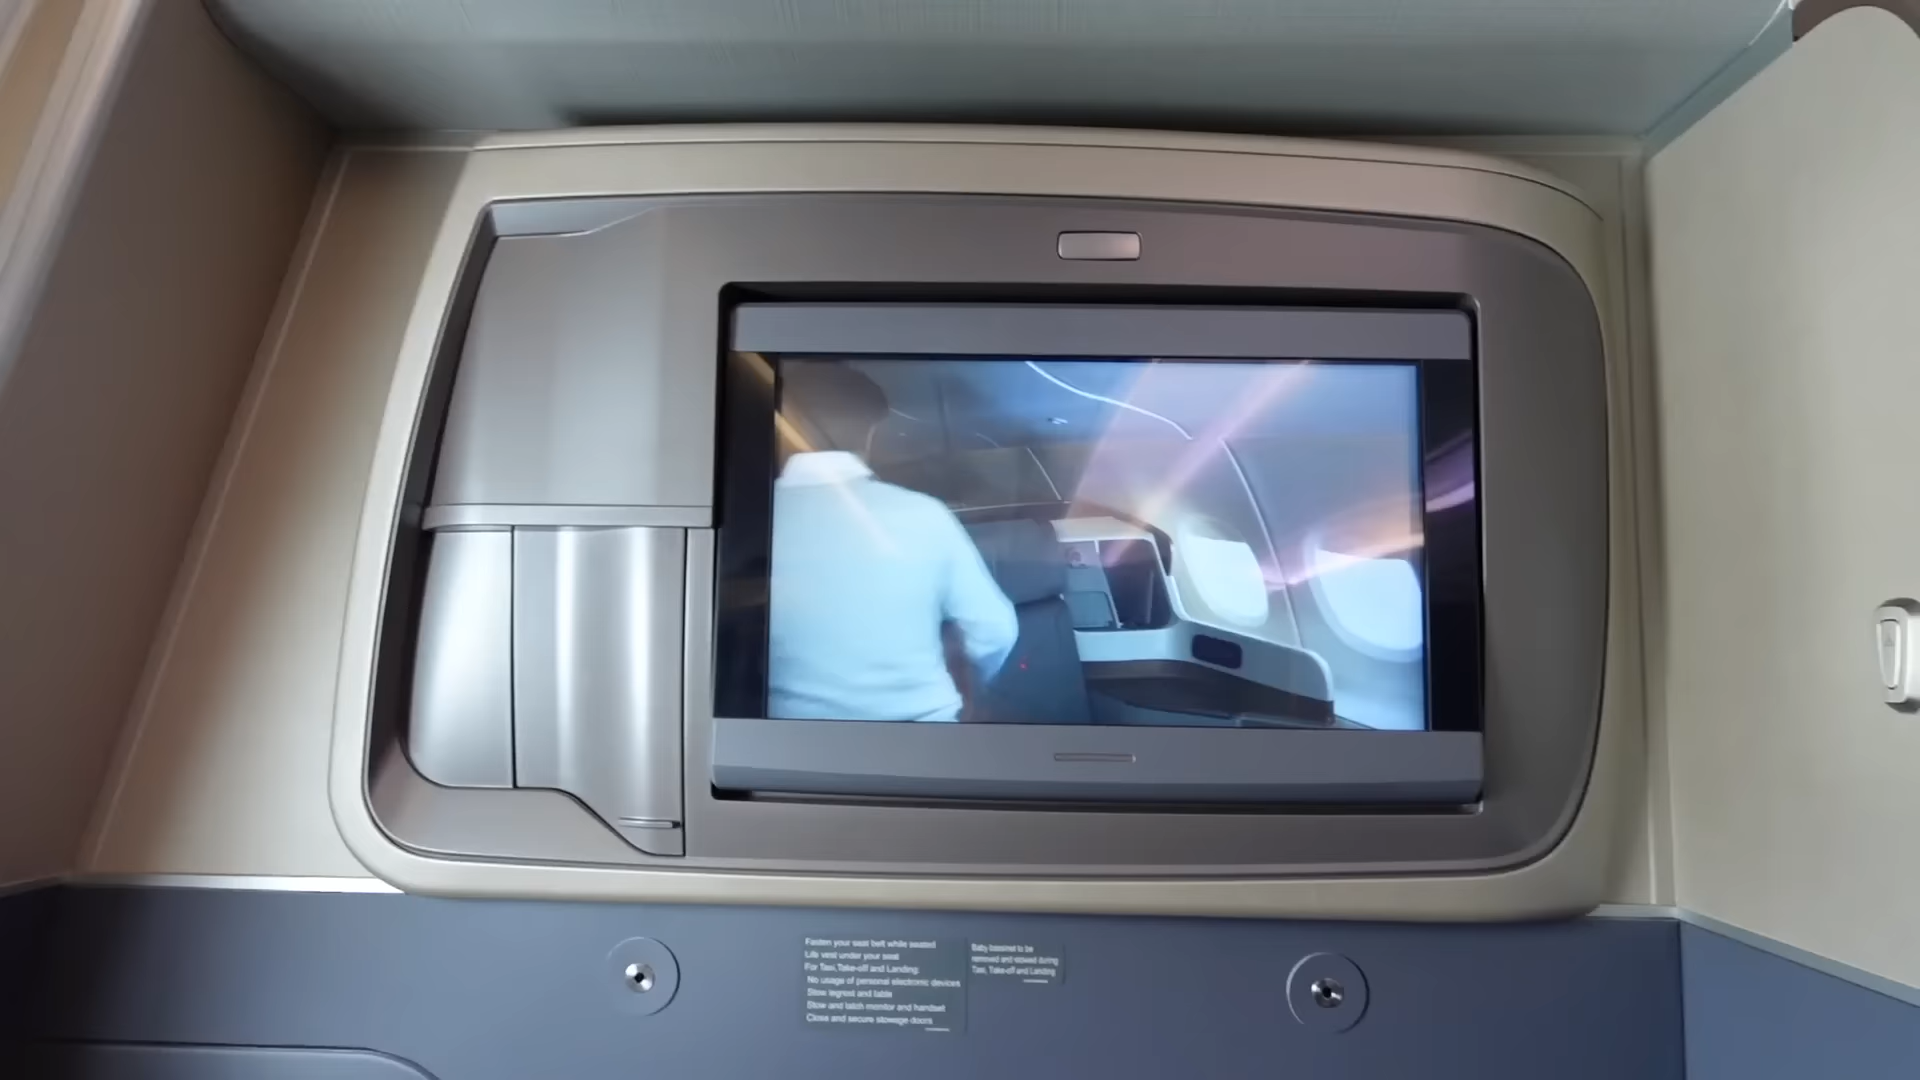 Fasten your seat belt while seated
Life vest under your seat
For Taxi, Take-off and Landing:
No usage of personal electronic devices
Stow legrest and table
Stow and latch monitor and handset
Close and secure stowage doors
Baby bassinet to be
removed and stowed during
Taxi, Take-off and Landing